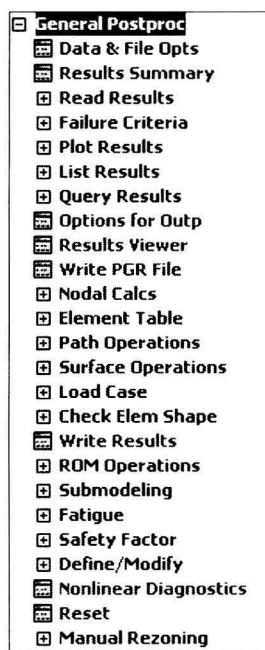 General Postproc
Data & File Opts
Results Summary
Read Results
Failure Criteria
Plot Results
List Results
Query Results
Options for Outp
Results Viewer
Write PGR File
Nodal Calcs
Element Table
Path Operations
Surface Operations
Load Case
Check Elem Shape
Write Results
ROM Operations
Submodeling
Fatigue
Safety Factor
Define/Modify
Nonlinear Diagnostics
Reset
Manual Rezoning